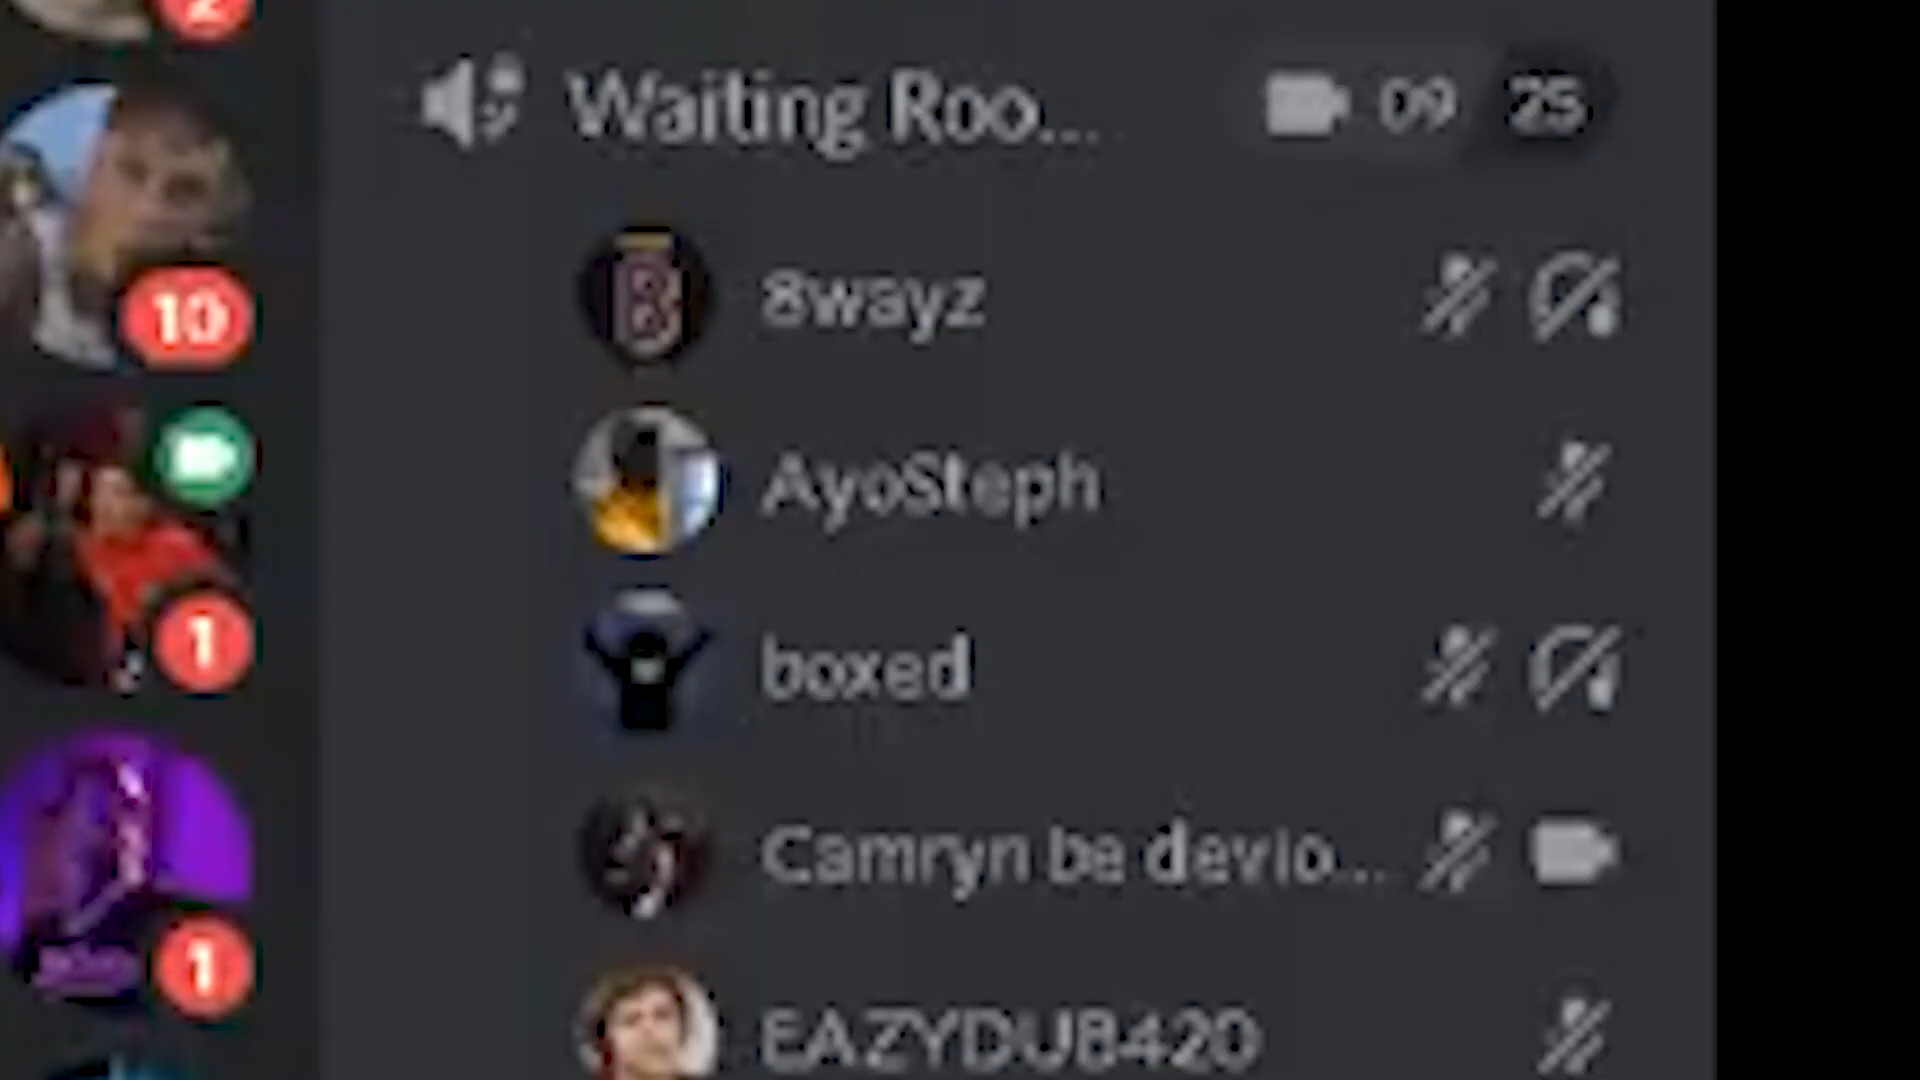 2
Waiting Roo... 09 25
10
8wayz
AyoSteph
1
boxed
Camryn be devio...
1
EAZYDUB420